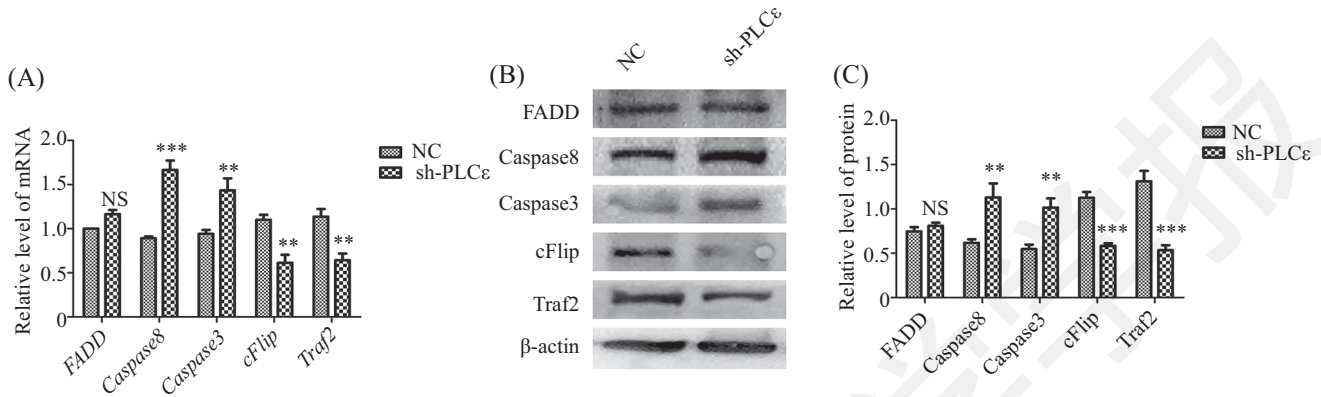 (A)
Relative level of mRNA
2.0
1.5
1.0
0.5
0
NS
***
**
**
**
FADD
Caspase8
Caspase3
cFlip
Traf2
NC
sh-PLCε
(B)
NC
sh-PLCε
FADD
Caspase8
Caspase3
cFlip
Traf2
β-actin
(C)
Relative level of protein
2.0
1.5
1.0
0.5
0
NS
**
**
***
***
FADD
Caspase8
Caspase3
cFlip
Traf2
NC
sh-PLCε
学报